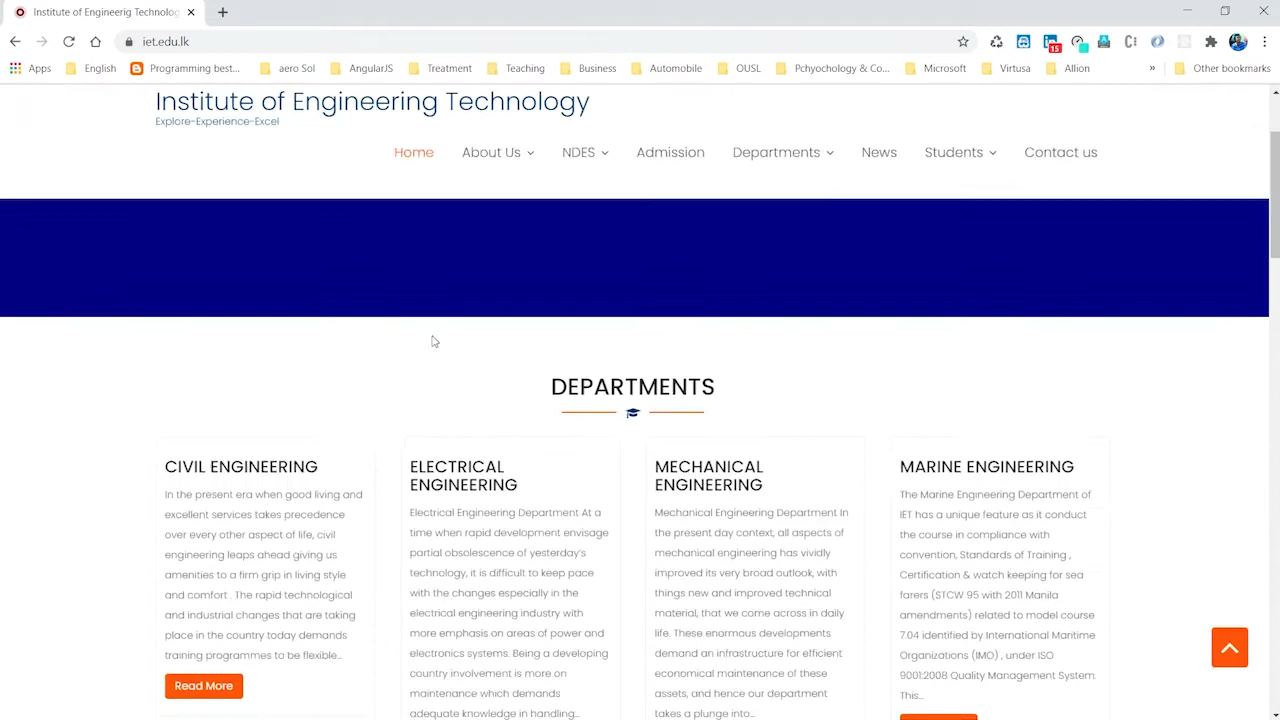 Institute of Engineerig Technolog
iet.edu.lk
15
Apps
English
Programming best...
aero Sol
AngularJS
Treatment
Teaching
Business
Automobile
OUSL
Pchyochology & Co...
Microsoft
Virtusa
Allion
»
Other bookmarks
Institute of Engineering Technology
Explore-Experience-Excel
Home
About Us
NDES
Admission
Departments
News
Students
Contact us
DEPARTMENTS
CIVIL ENGINEERING
In the present era when good living and
excellent services takes precedence
over every other aspect of life, civil
engineering leaps ahead giving us
amenities to a firm grip in living style
and comfort . The rapid technological
and industrial changes that are taking
place in the country today demands
training programmes to be flexible...
Read More
ELECTRICAL
ENGINEERING
Electrical Engineering Department At a
time when rapid development envisage
partial obsolescence of yesterday's
technology, it is difficult to keep pace
with the changes especially in the
electrical engineering industry with
more emphasis on areas of power and
electronics systems. Being a developing
country involvement is more on
maintenance which demands
adequate knowledge in handling...
MECHANICAL
ENGINEERING
Mechanical Engineering Department In
the present day context, all aspects of
mechanical engineering has vividly
improved its very broad outlook, with
things new and improved technical
material, that we come across in daily
life. These enormous developments
demand an infrastructure for efficient
economical maintenance of these
assets, and hence our department
takes a plunge into...
MARINE ENGINEERING
The Marine Engineering Department of
IET has a unique feature as it conduct
the course in compliance with
convention, Standards of Training ,
Certification & watch keeping for sea
farers (STCW 95 with 2011 Manila
amendments) related to model course
7.04 identified by International Maritime
Organizations (IMO) , under ISO
9001:2008 Quality Management System.
This...